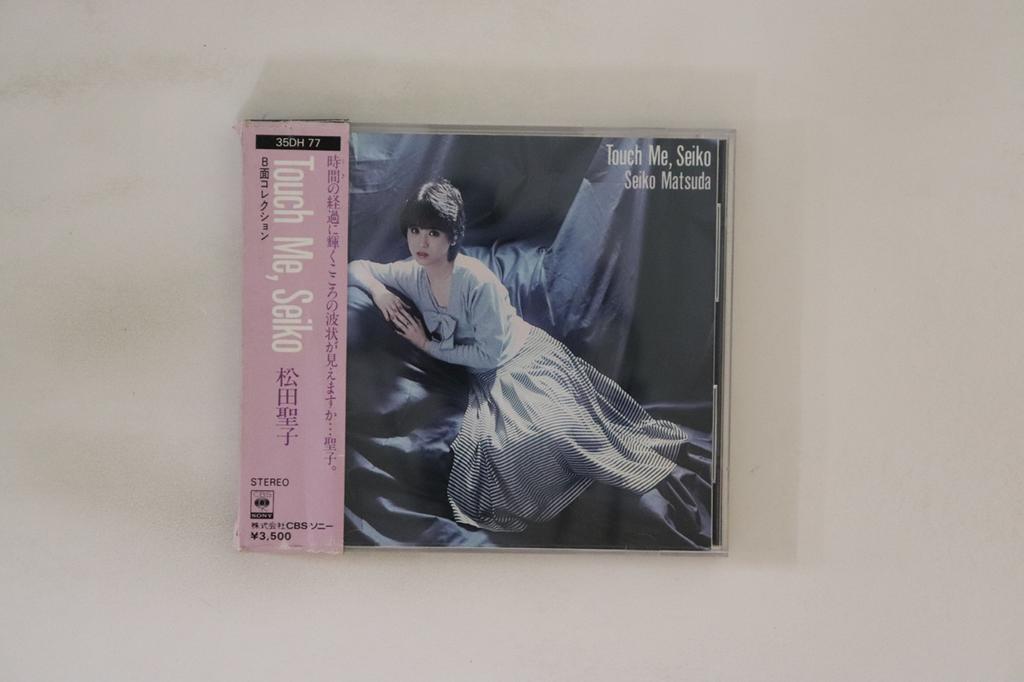 35DH 77
時間の経過に輝くこころの波状が見えますか…聖子。
Touch Me, Seiko
松田聖子
B面コレクション
STEREO
CBS
SONY
株式会社CBSソニー
¥3,500
Touch Me, Seiko
Seiko Matsuda